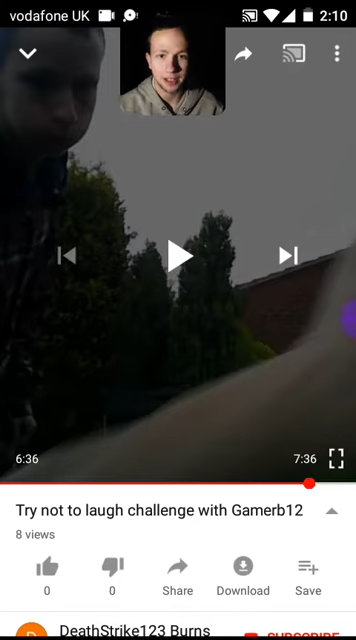 vodafone UK 2:10
6:36 7:36
Try not to laugh challenge with Gamerb12
8 views
0 0 Share Download Save
D DeathStrike123 Burns SUBSCRIBE